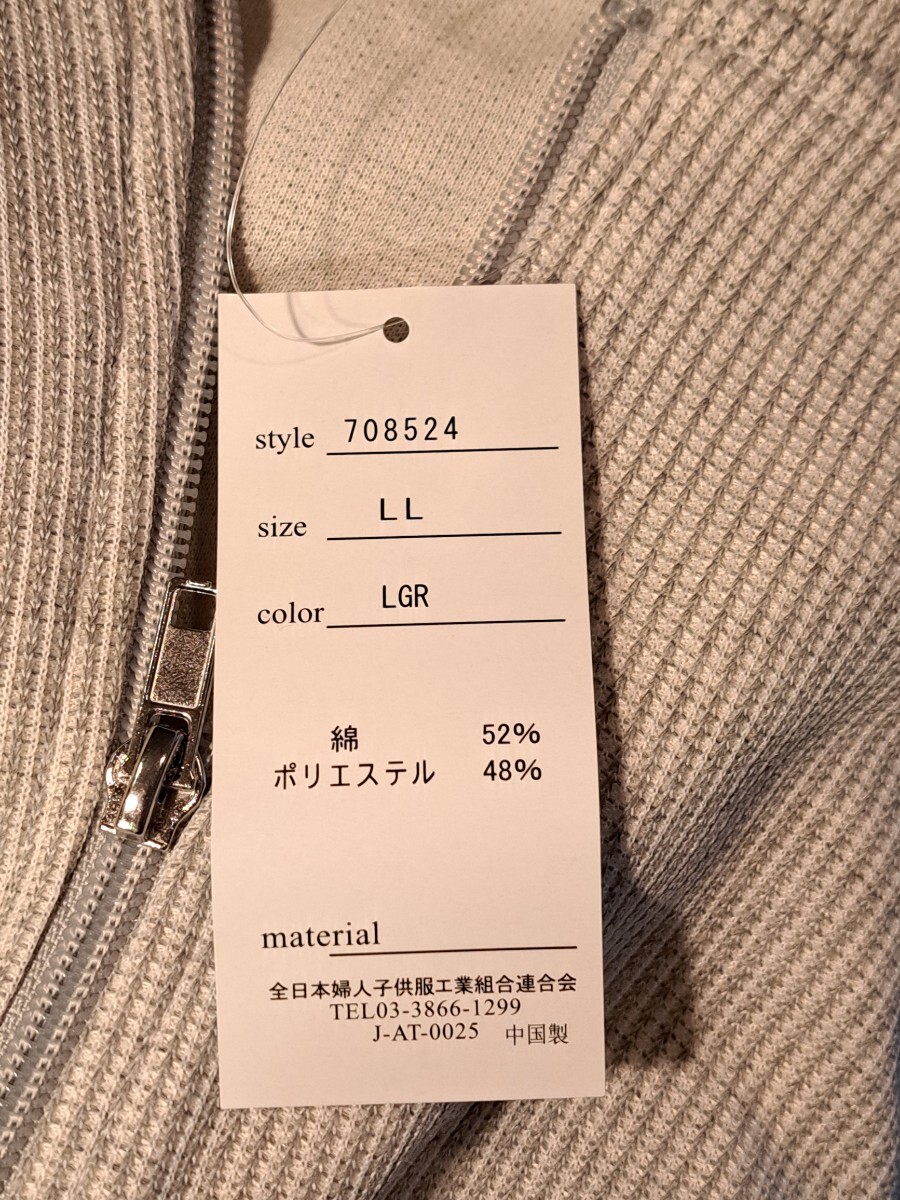 style 708524
size LL
color LGR
綿 52%
ポリエステル 48%
material
全日本婦人子供服工業組合連合会
TEL03-3866-1299
J-AT-0025 中国製